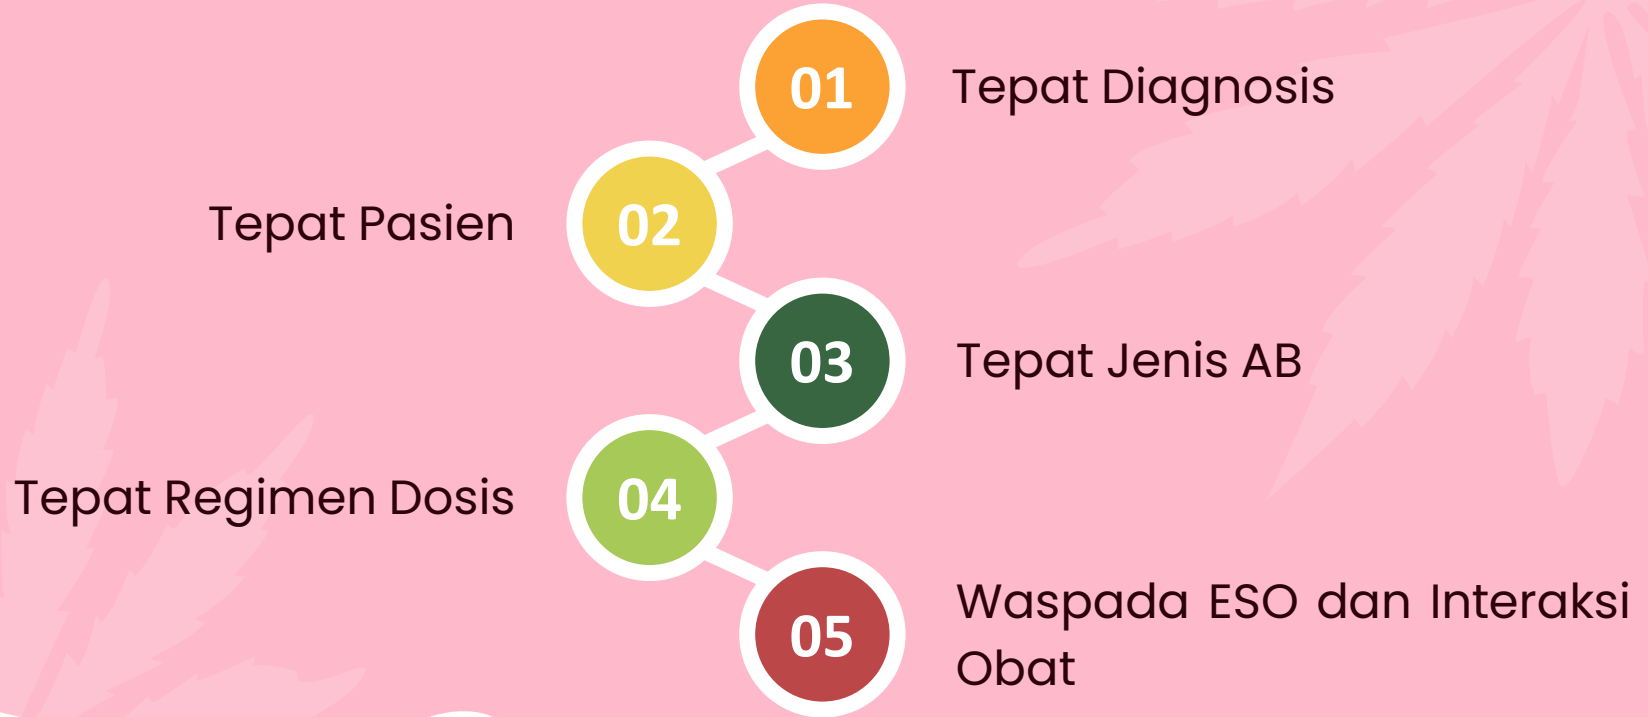 01
Tepat Diagnosis
Tepat Pasien
02
03
Tepat Jenis AB
Tepat Regimen Dosis
04
05
Waspada ESO dan Interaksi
Obat